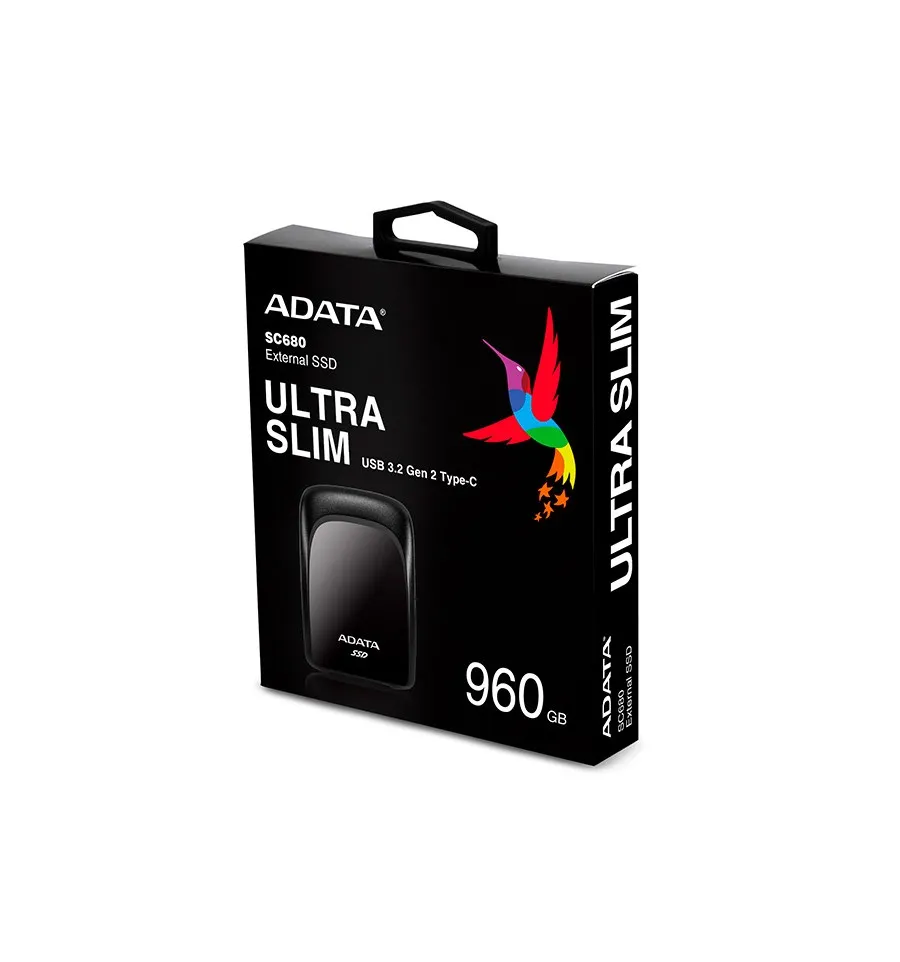 ADATA®
SC680
External SSD
ULTRA
SLIM
USB 3.2 Gen 2 Type-C
ADATA
SSD
960 GB
ULTRA SLIM
ADATA®
SC680
External SSD